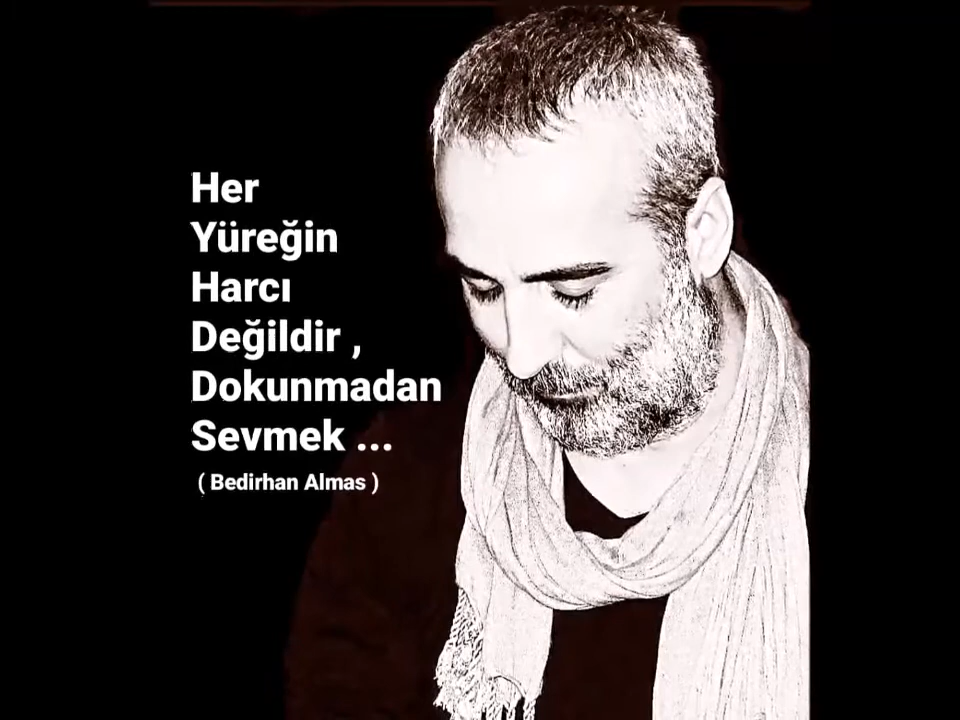 Her
Yüreğin
Harcı
Değildir ,
Dokunmadan
Sevmek ...
( Bedirhan Almas )